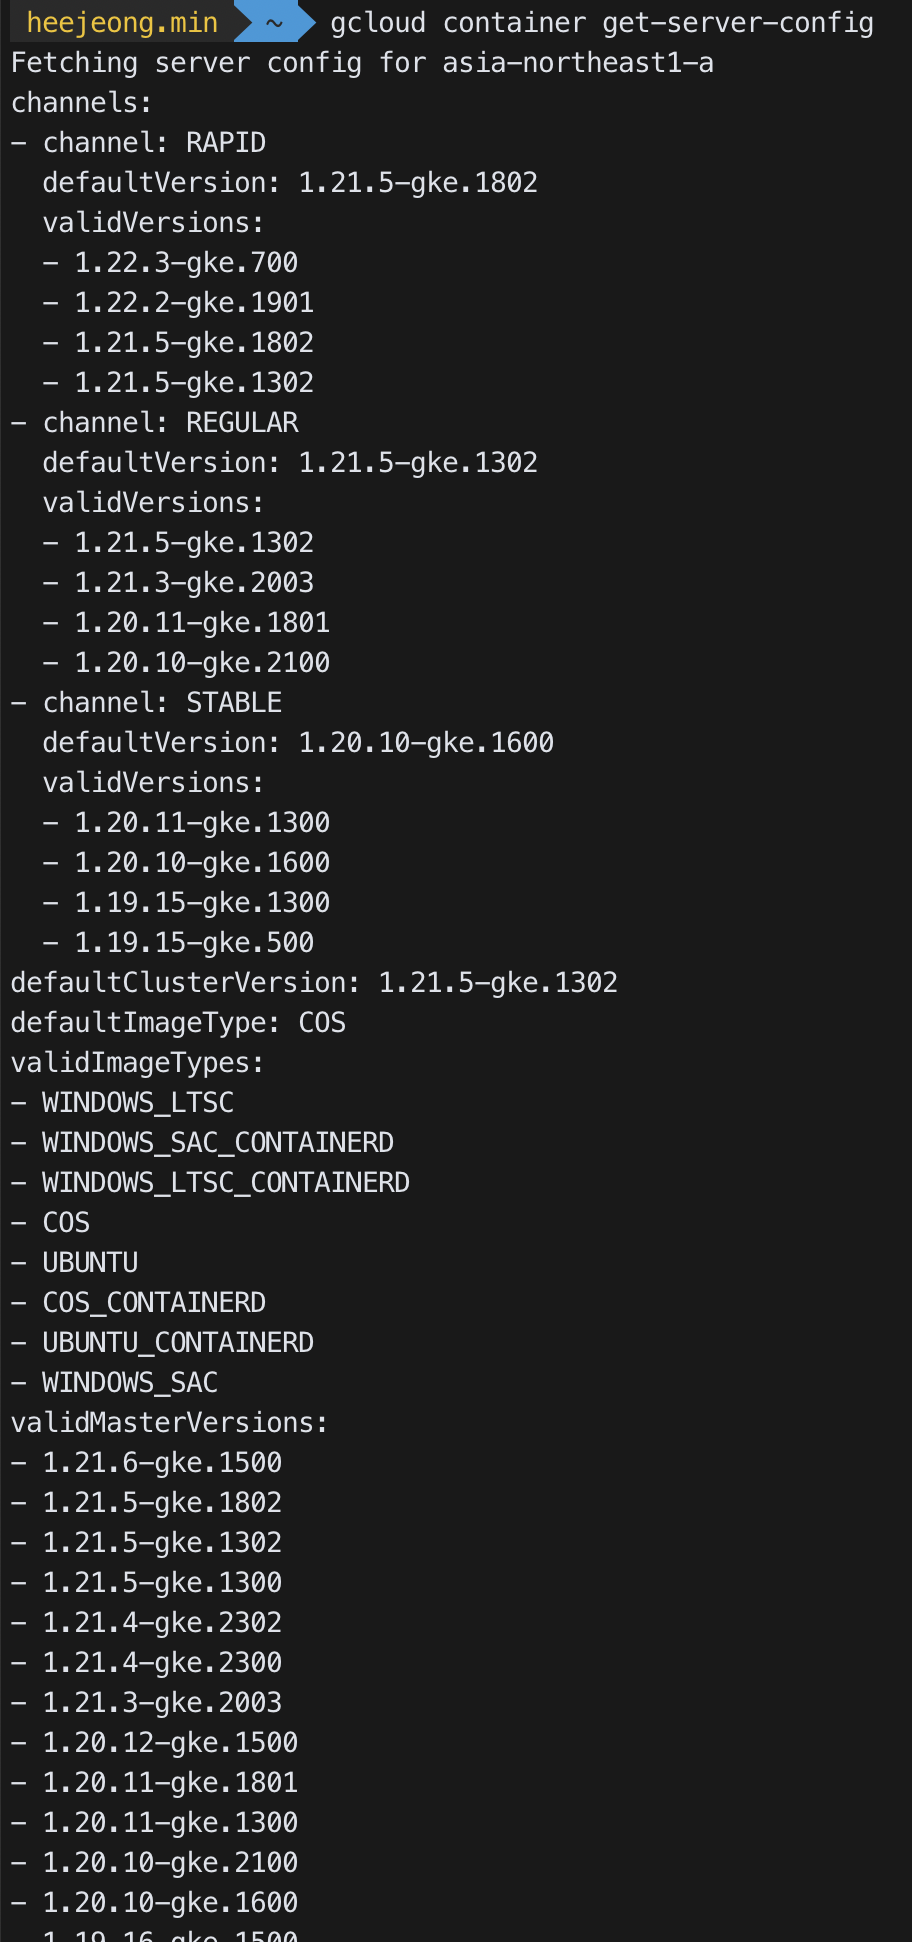 heejeong.min ~ gcloud container get-server-config
Fetching server config for asia-northeast1-a
channels:
- channel: RAPID
  defaultVersion: 1.21.5-gke.1802
  validVersions:
  - 1.22.3-gke.700
  - 1.22.2-gke.1901
  - 1.21.5-gke.1802
  - 1.21.5-gke.1302
- channel: REGULAR
  defaultVersion: 1.21.5-gke.1302
  validVersions:
  - 1.21.5-gke.1302
  - 1.21.3-gke.2003
  - 1.20.11-gke.1801
  - 1.20.10-gke.2100
- channel: STABLE
  defaultVersion: 1.20.10-gke.1600
  validVersions:
  - 1.20.11-gke.1300
  - 1.20.10-gke.1600
  - 1.19.15-gke.1300
  - 1.19.15-gke.500
defaultClusterVersion: 1.21.5-gke.1302
defaultImageType: COS
validImageTypes:
- WINDOWS_LTSC
- WINDOWS_SAC_CONTAINERD
- WINDOWS_LTSC_CONTAINERD
- COS
- UBUNTU
- COS_CONTAINERD
- UBUNTU_CONTAINERD
- WINDOWS_SAC
validMasterVersions:
- 1.21.6-gke.1500
- 1.21.5-gke.1802
- 1.21.5-gke.1302
- 1.21.5-gke.1300
- 1.21.4-gke.2302
- 1.21.4-gke.2300
- 1.21.3-gke.2003
- 1.20.12-gke.1500
- 1.20.11-gke.1801
- 1.20.11-gke.1300
- 1.20.10-gke.2100
- 1.20.10-gke.1600